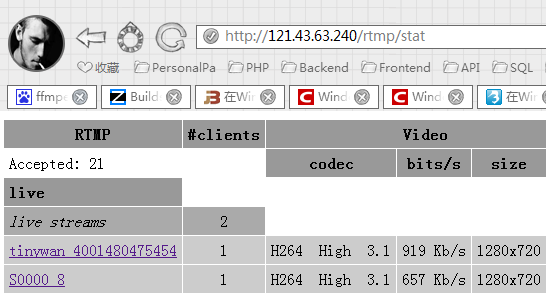 http://121.43.63.240/rtmp/stat
收藏 PersonalPa PHP Backend Frontend API SQL
ffmpe Build 在Wi Wind Wind 在Wi
RTMP #clients Video
Accepted: 21 codec bits/s size
live
live streams 2
tinywan_4001480475454 1 H264 High 3.1 919 Kb/s 1280x720
S0000_8 1 H264 High 3.1 657 Kb/s 1280x720